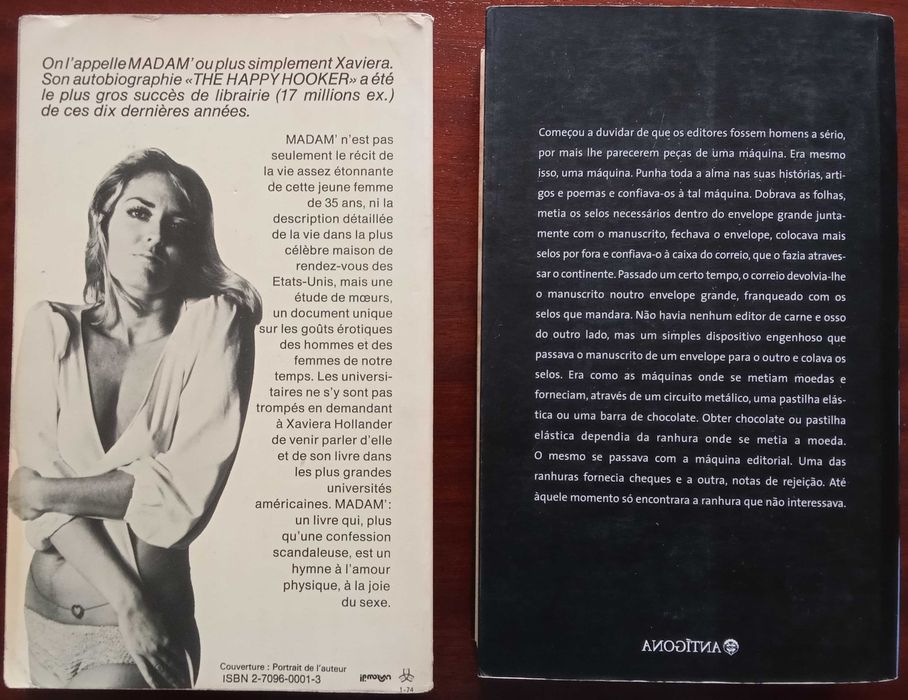 On l'appelle MADAM' ou plus simplement Xaviera.
Son autobiographie «THE HAPPY HOOKER» a été
le plus gros succès de librairie (17 millions ex.)
de ces dix dernières années.
MADAM' n'est pas
seulement le récit de
la vie assez étonnante
de cette jeune femme
de 35 ans, ni la
description détaillée
de la vie dans la plus
célèbre maison de
rendez-vous des
Etats-Unis, mais une
étude de mœurs,
un document unique
sur les goûts érotiques
des hommes et des
femmes de notre
temps. Les universi-
taires ne s'y sont pas
trompés en demandant
à Xaviera Hollander
de venir parler d'elle
et de son livre dans
les plus grandes
universités
américaines. MADAM':
un livre qui, plus
qu'une confession
scandaleuse, est un
hymne à l'amour
physique, à la joie
du sexe.
Couverture : Portrait de l'auteur
ISBN 2-7096-0001-3
1-74
Começou a duvidar de que os editores fossem homens a sério,
por mais lhe parecerem peças de uma máquina. Era mesmo
isso, uma máquina. Punha toda a alma nas suas histórias, arti-
gos e poemas e confiava-os à tal máquina. Dobrava as folhas,
metia os selos necessários dentro do envelope grande junta-
mente com o manuscrito, fechava o envelope, colocava mais
selos por fora e confiava-o à caixa do correio, que o fazia atraves-
sar o continente. Passado um certo tempo, o correio devolvia-lhe
o manuscrito noutro envelope grande, franqueado com os
selos que mandara. Não havia nenhum editor de carne e osso
do outro lado, mas um simples dispositivo engenhoso que
passava o manuscrito de um envelope para o outro e colava os
selos. Era como as máquinas onde se metiam moedas e
forneciam, através de um circuito metálico, uma pastilha elás-
tica ou uma barra de chocolate. Obter chocolate ou pastilha
elástica dependia da ranhura onde se metia a moeda.
O mesmo se passava com a máquina editorial. Uma das
ranhuras fornecia cheques e a outra, notas de rejeição. Até
àquele momento só encontrara a ranhura que não interessava.
ANTÍGONA